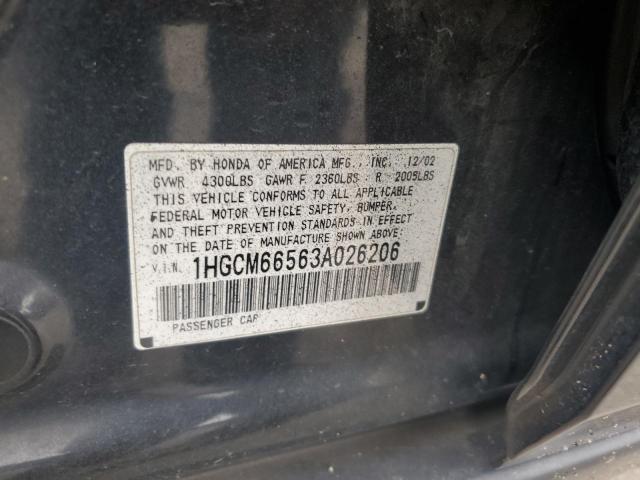 MFD. BY HONDA OF AMERICA MFG., INC. 12/02
GVWR 4300LBS GAWR F 2360LBS R 2005LBS
THIS VEHICLE CONFORMS TO ALL APPLICABLE
FEDERAL MOTOR VEHICLE SAFETY, BUMPER,
AND THEFT PREVENTION STANDARDS IN EFFECT
ON THE DATE OF MANUFACTURE SHOWN ABOVE.
V.I.N. 1HGCM66563A026206
PASSENGER CAR